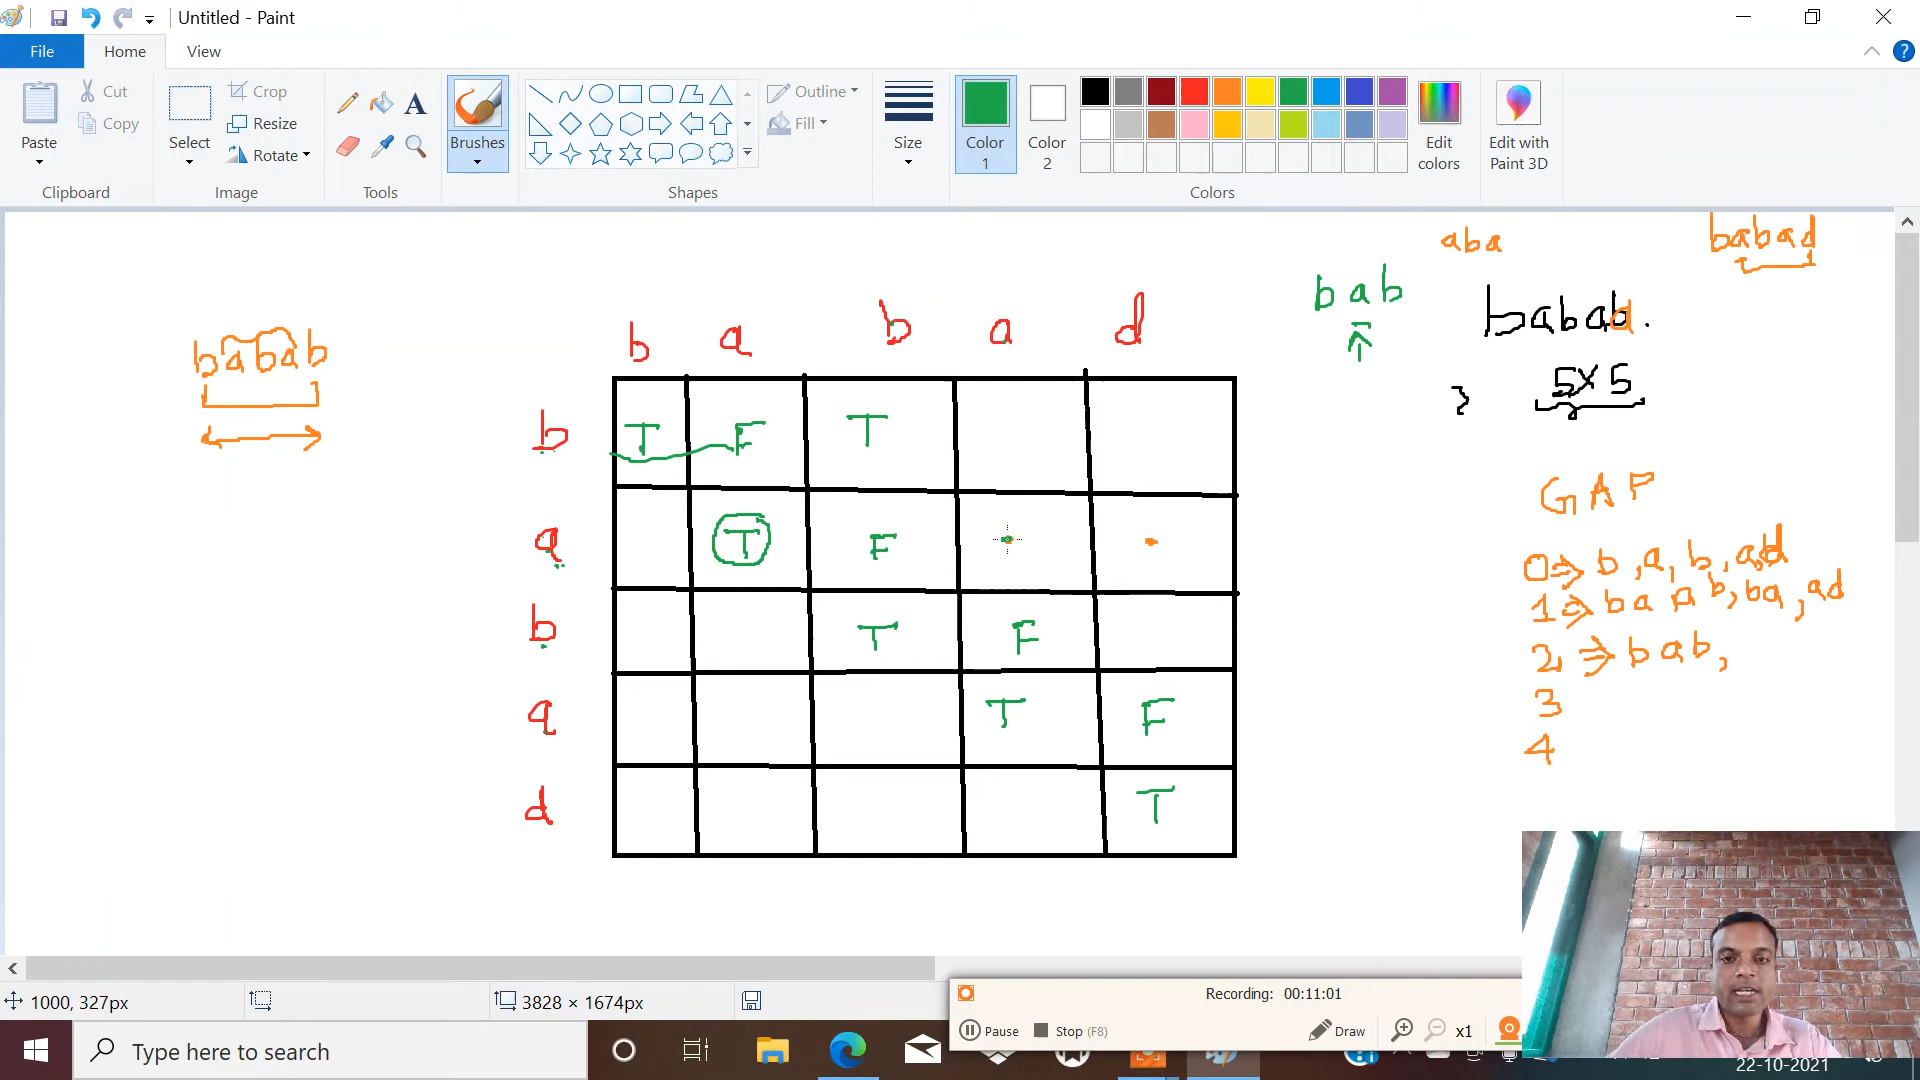 Untitled - Paint
File Home View
Paste
Cut
Copy
Clipboard
Select
Crop
Resize
Rotate
Image
A
Tools
Brushes
Shapes
Outline
Fill
Size
Color 1
Color 2
Colors
Edit colors
Edit with Paint 3D
?
aba
babad
bab
babad.
5x5
babab
b a b a d
b T F T
a T F
b T F
a T F
d T
GAP
0 => b, a, b, a, d
1 => ba ab, ba, ad
2 => bab,
3
4
1000, 327px
3828 × 1674px
Recording: 00:11:01
Pause
Stop (F8)
Draw
x1
Type here to search
22-10-2021